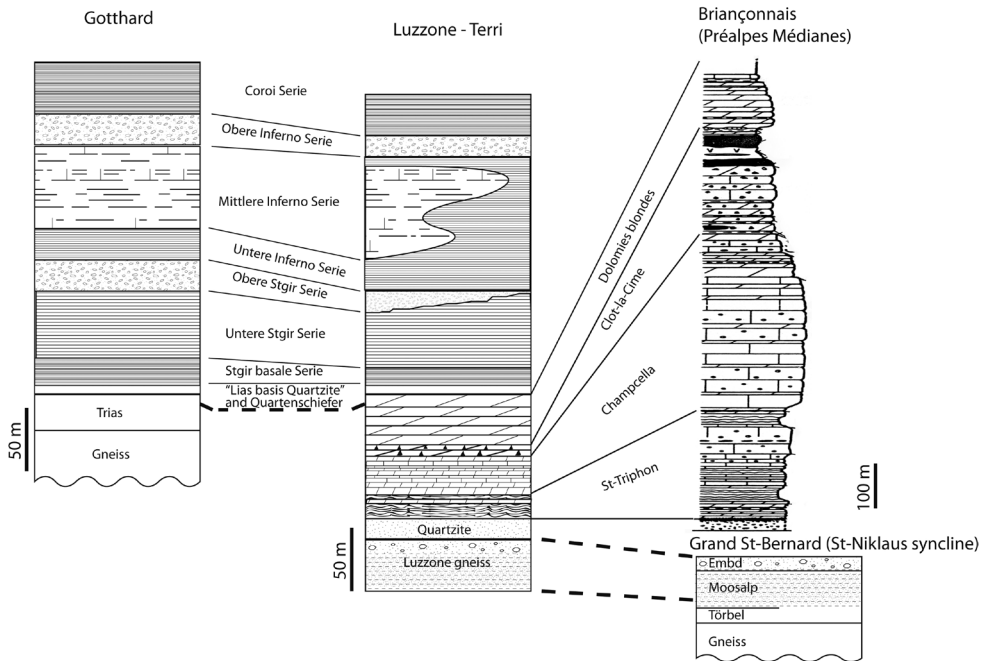 Gotthard
Luzzone - Terri
Briançonnais
(Préalpes Médianes)
Coroi Serie
Obere Inferno Serie
Mittlere Inferno Serie
Untere Inferno Serie
Obere Stgir Serie
Untere Stgir Serie
Stgir basale Serie
"Lias basis Quartzite"
and Quartenschiefer
Trias
Gneiss
50 m
Dolomies blondes
Clot-la-Cime
Champcella
St-Triphon
100 m
Quartzite
Luzzone gneiss
50 m
Grand St-Bernard (St-Niklaus syncline)
Embd
Moosalp
Törbel
Gneiss